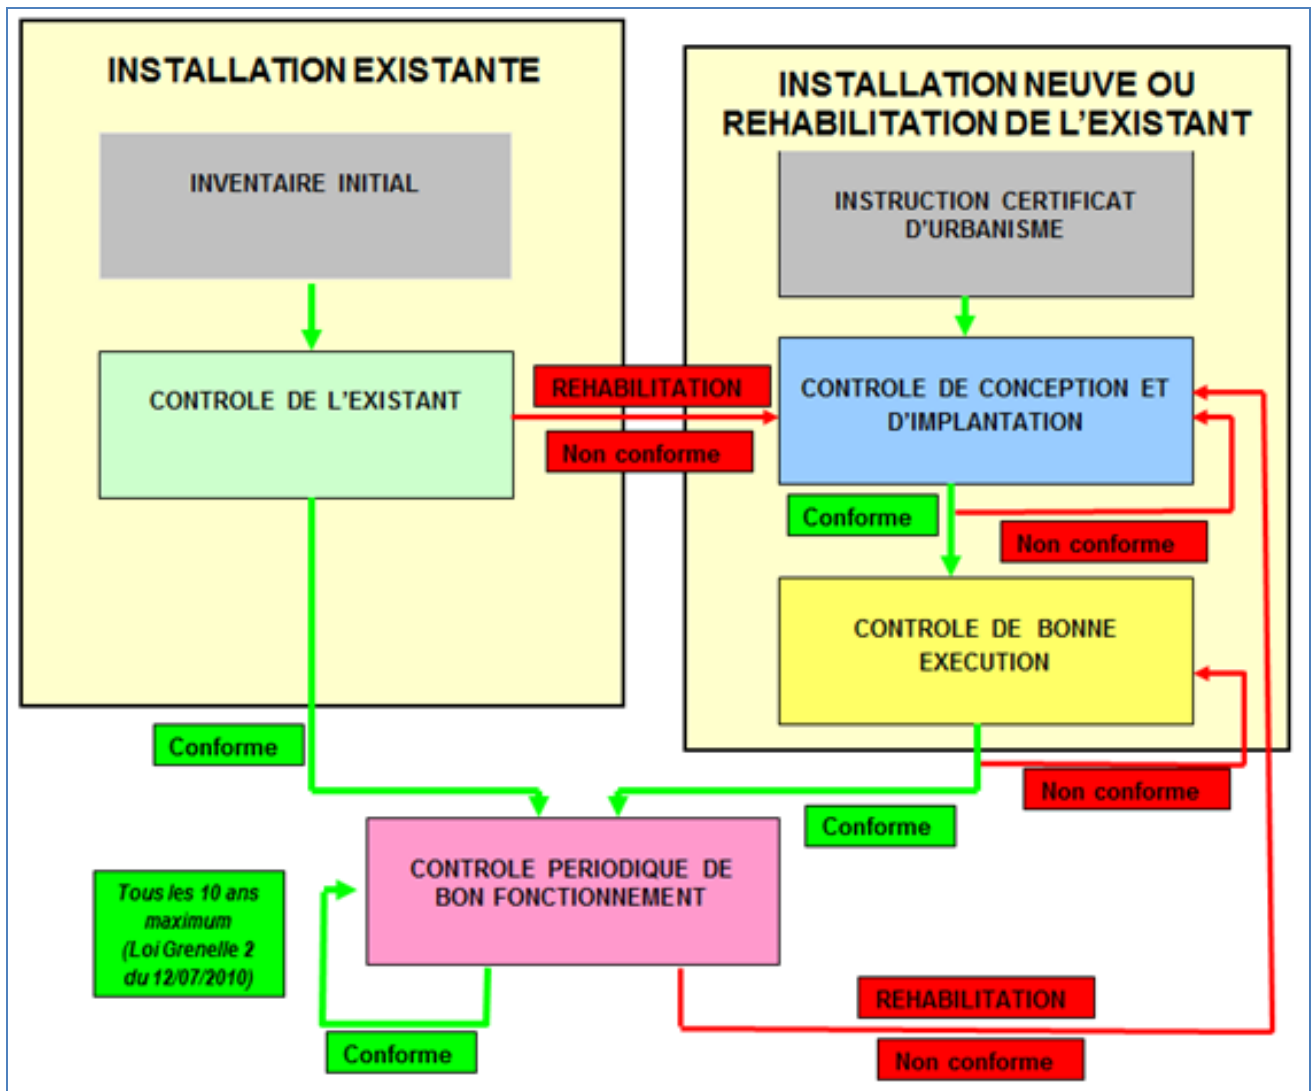 INSTALLATION EXISTANTE
INVENTAIRE INITIAL
CONTROLE DE L'EXISTANT
REHABILITATION
Non conforme
INSTALLATION NEUVE OU
REHABILITATION DE L'EXISTANT
INSTRUCTION CERTIFICAT
D'URBANISME
CONTROLE DE CONCEPTION ET
D'IMPLANTATION
Conforme
Non conforme
CONTROLE DE BONNE
EXECUTION
Conforme
Non conforme
Conforme
CONTROLE PERIODIQUE DE
BON FONCTIONNEMENT
Tous les 10 ans
maximum
(Loi Grenelle 2
du 12/07/2010)
Conforme
REHABILITATION
Non conforme